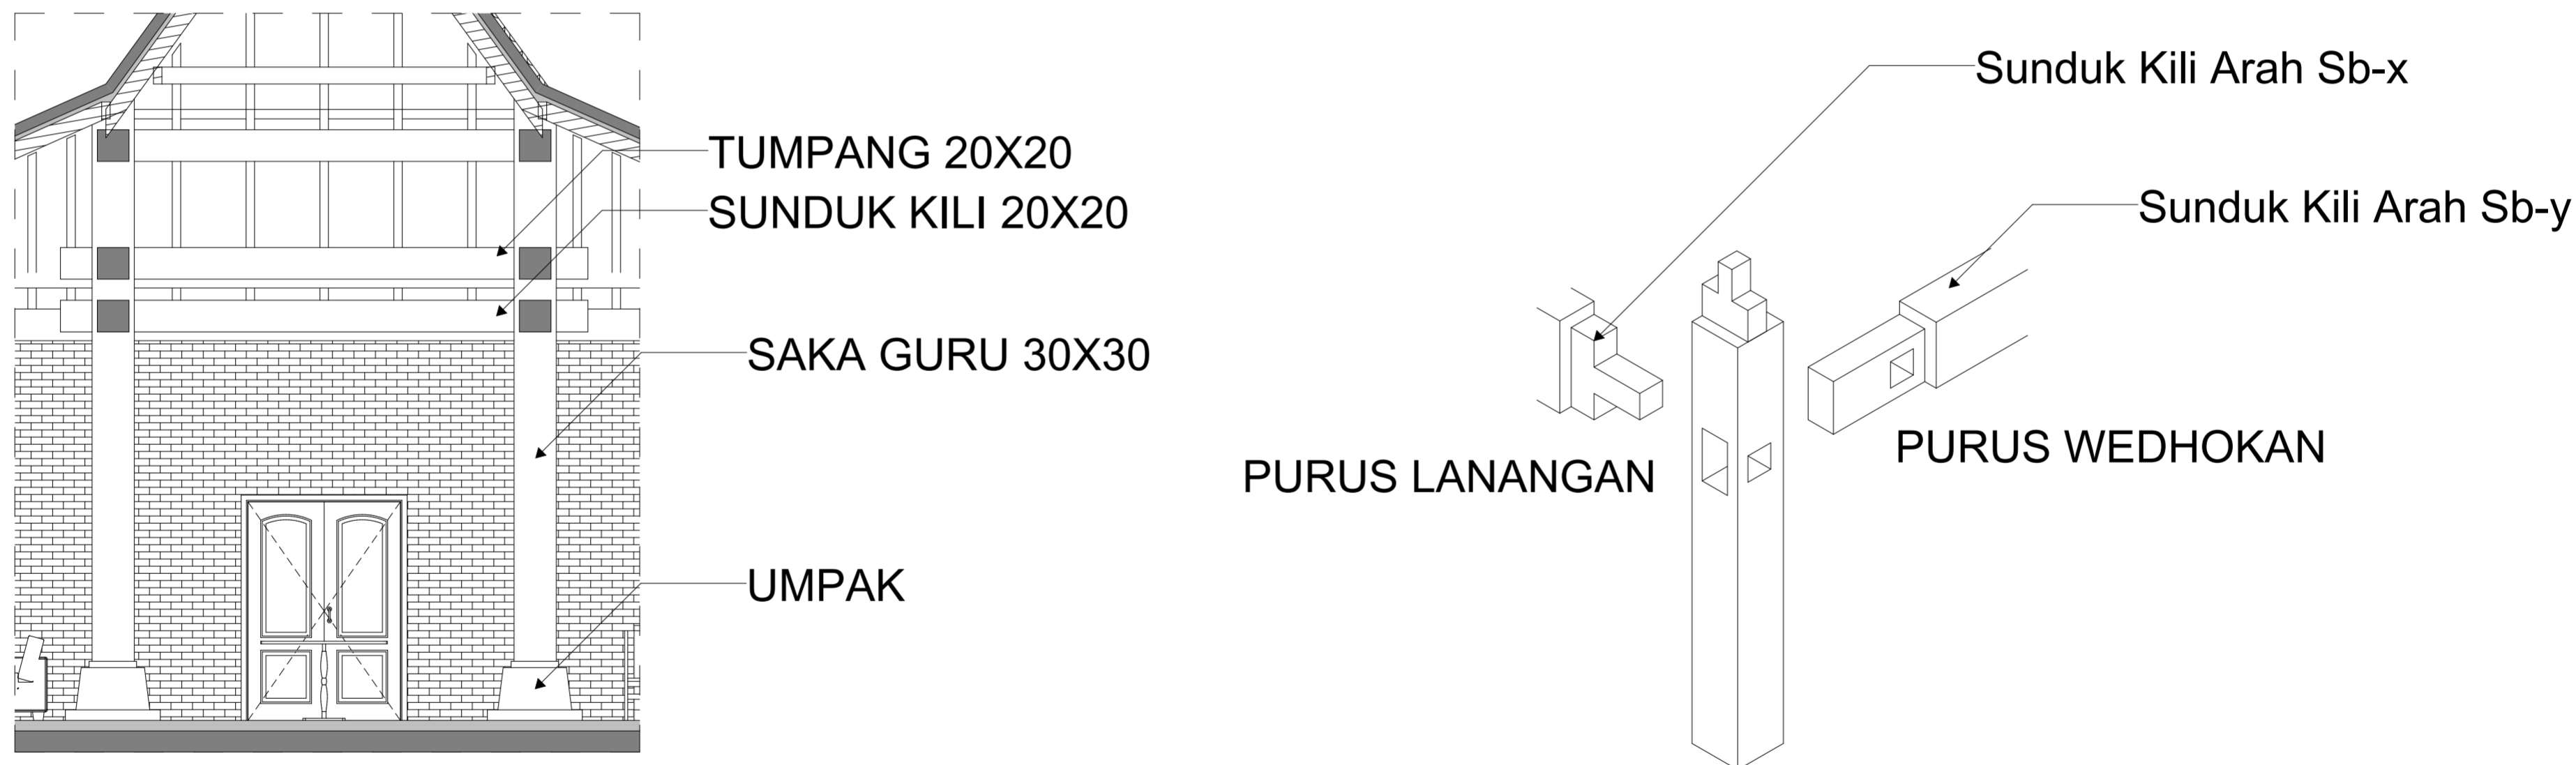 TUMPANG 20X20
SUNDUK KILI 20X20
SAKA GURU 30X30
UMPAK
Sunduk Kili Arah Sb-x
Sunduk Kili Arah Sb-y
PURUS LANANGAN
PURUS WEDHOKAN